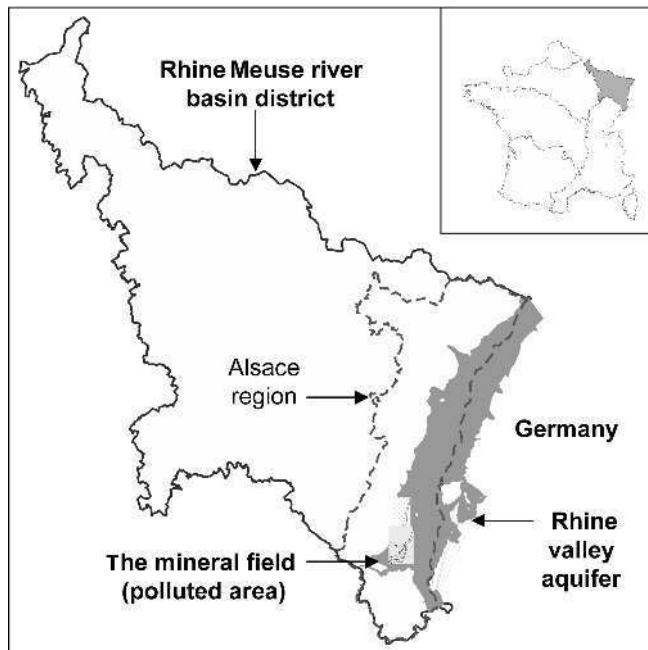 Rhine Meuse river
basin district
Alsace
region
Germany
The mineral field
(polluted area)
Rhine
valley
aquifer